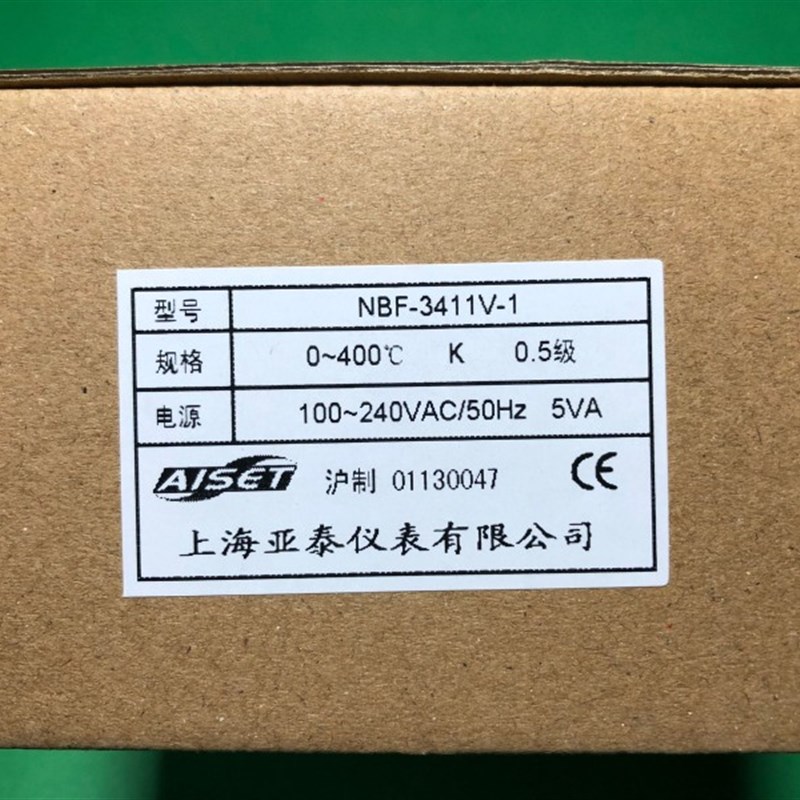 型号 NBF-3411V-1
规格 0~400℃ K 0.5级
电源 100~240VAC/50Hz 5VA
AISET 沪制 01130047 CE
上海亚泰仪表有限公司